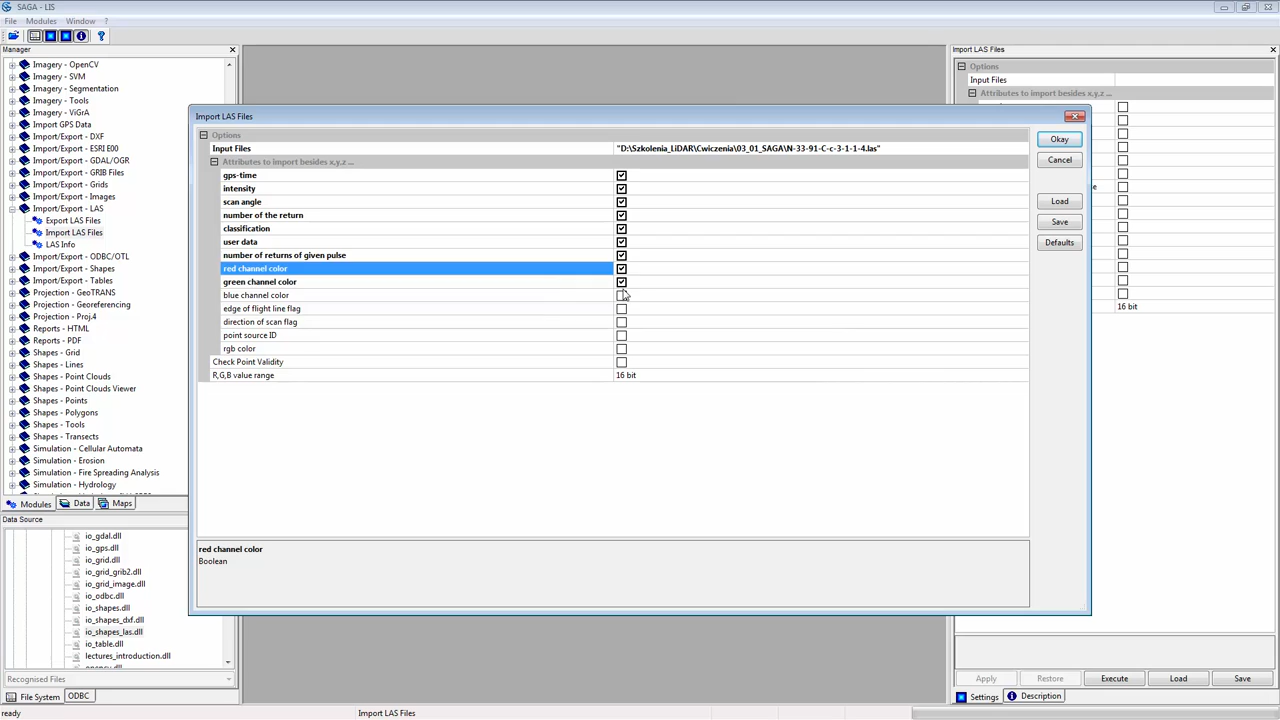 SAGA - LIS
File Modules Window ?
Manager
Imagery - OpenCV
Imagery - SVM
Imagery - Segmentation
Imagery - Tools
Imagery - ViGrA
Import GPS Data
Import/Export - DXF
Import/Export - ESRI E00
Import/Export - GDAL/OGR
Import/Export - GRIB Files
Import/Export - Grids
Import/Export - Images
Import/Export - LAS
Export LAS Files
Import LAS Files
LAS Info
Import/Export - ODBC/OTL
Import/Export - Shapes
Import/Export - Tables
Projection - GeoTRANS
Projection - Georeferencing
Projection - Proj.4
Reports - HTML
Reports - PDF
Shapes - Grid
Shapes - Lines
Shapes - Point Clouds
Shapes - Point Clouds Viewer
Shapes - Points
Shapes - Polygons
Shapes - Tools
Shapes - Transects
Simulation - Cellular Automata
Simulation - Erosion
Simulation - Fire Spreading Analysis
Simulation - Hydrology
Modules Data Maps
Data Source
io_gdal.dll
io_gps.dll
io_grid.dll
io_grid_grib2.dll
io_grid_image.dll
io_odbc.dll
io_shapes.dll
io_shapes_dxf.dll
io_shapes_las.dll
io_table.dll
lectures_introduction.dll
Recognised Files
File System ODBC
ready Import LAS Files
Import LAS Files
Options
Input Files "D:\Szkolenia_LiDAR\Cwiczenia\03_01_SAGA\N-33-91-C-c-3-1-1-4.las"
Attributes to import besides x,y,z ...
gps-time
intensity
scan angle
number of the return
classification
user data
number of returns of given pulse
red channel color
green channel color
blue channel color
edge of flight line flag
direction of scan flag
point source ID
rgb color
Check Point Validity
R,G,B value range 16 bit
red channel color
Boolean
Okay
Cancel
Load
Save
Defaults
Import LAS Files
Options
Input Files
Attributes to import besides x,y,z ...
16 bit
Apply Restore Execute Load Save
Settings Description